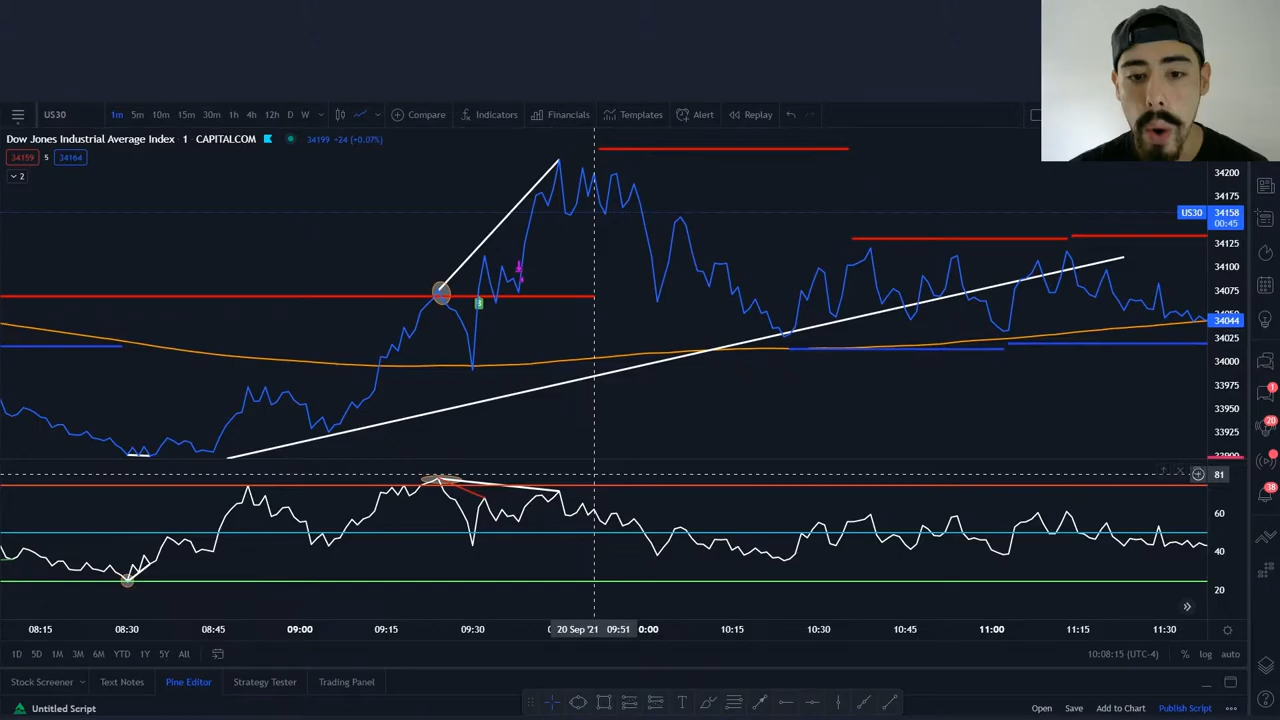 US30 1m 5m 10m 15m 30m 1h 4h 12h D W Compare Indicators Financials Templates Alert Replay
Dow Jones Industrial Average Index · 1 · CAPITALCOM 34199 −24 (+0.07%)
34159 5 34164
2
34200
34175
US30 34158
00:45
34125
34100
34075
34044
34025
34000
33975
33950
33925
81
60
40
20
08:15 08:30 08:45 09:00 09:15 09:30 20 Sep '21 09:51 0:00 10:15 10:30 10:45 11:00 11:15 11:30
1D 5D 1M 3M 6M YTD 1Y 5Y All 10:08:15 (UTC-4) % log auto
Stock Screener Text Notes Pine Editor Strategy Tester Trading Panel
Untitled Script Open Save Add to Chart Publish Script
1
20
38